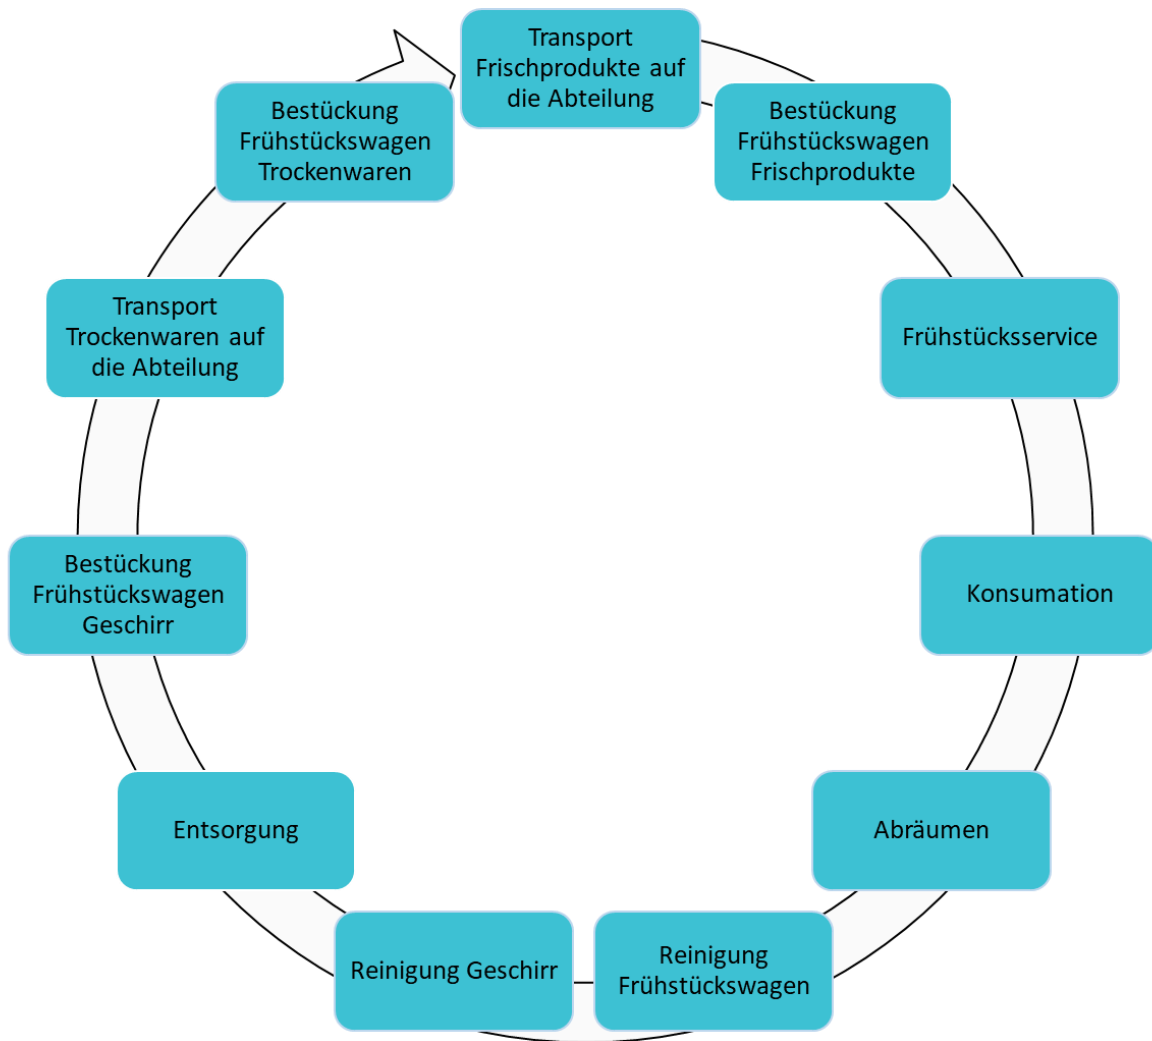 Transport
Frischprodukte auf
die Abteilung
Bestückung
Frühstückswagen
Frischprodukte
Frühstücksservice
Konsumation
Abräumen
Reinigung
Frühstückswagen
Reinigung Geschirr
Entsorgung
Bestückung
Frühstückswagen
Geschirr
Transport
Trockenwaren auf
die Abteilung
Bestückung
Frühstückswagen
Trockenwaren